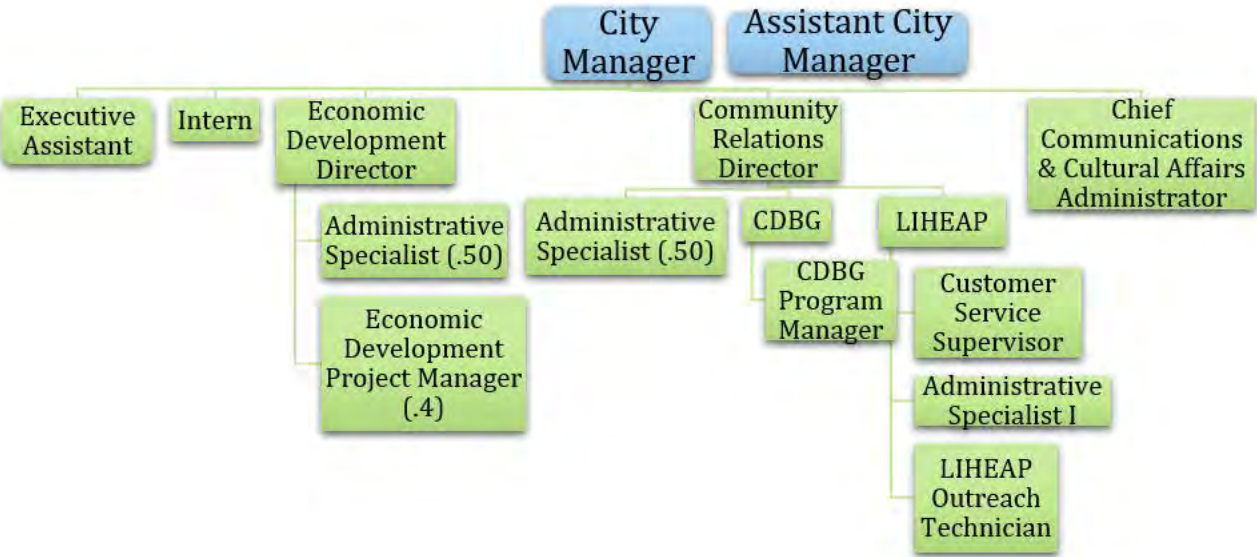 City
Manager
Assistant City
Manager
Executive
Assistant
Intern
Economic
Development
Director
Community
Relations
Director
Chief
Communications
& Cultural Affairs
Administrator
Administrative
Specialist (.50)
Economic
Development
Project Manager
(.4)
Administrative
Specialist (.50)
CDBG
CDBG
Program
Manager
LIHEAP
Customer
Service
Supervisor
Administrative
Specialist I
LIHEAP
Outreach
Technician